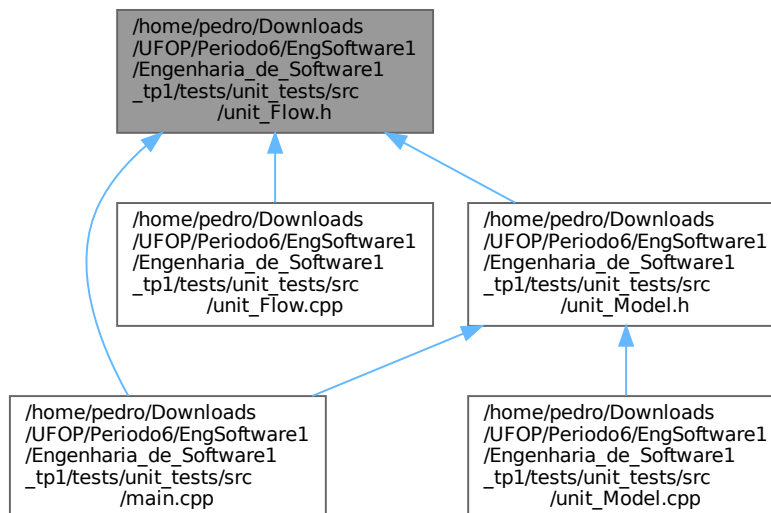 /home/pedro/Downloads
/UFOP/Periodo6/EngSoftware1
/Engenharia_de_Software1
_tp1/tests/unit_tests/src
/unit_Flow.h
/home/pedro/Downloads
/UFOP/Periodo6/EngSoftware1
/Engenharia_de_Software1
_tp1/tests/unit_tests/src
/unit_Flow.cpp
/home/pedro/Downloads
/UFOP/Periodo6/EngSoftware1
/Engenharia_de_Software1
_tp1/tests/unit_tests/src
/unit_Model.h
/home/pedro/Downloads
/UFOP/Periodo6/EngSoftware1
/Engenharia_de_Software1
_tp1/tests/unit_tests/src
/main.cpp
/home/pedro/Downloads
/UFOP/Periodo6/EngSoftware1
/Engenharia_de_Software1
_tp1/tests/unit_tests/src
/unit_Model.cpp